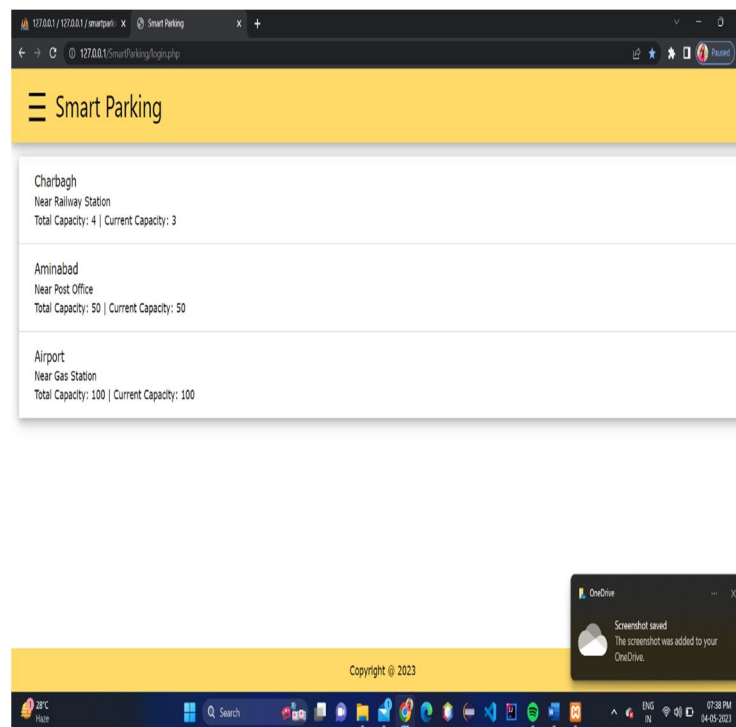 127.0.0.1 / 127.0.0.1 / smartparki
Smart Parking
127.0.0.1/SmartParking/login.php
Paused
Smart Parking
Charbagh
Near Railway Station
Total Capacity: 4 | Current Capacity: 3
Aminabad
Near Post Office
Total Capacity: 50 | Current Capacity: 50
Airport
Near Gas Station
Total Capacity: 100 | Current Capacity: 100
OneDrive
Screenshot saved
The screenshot was added to your
OneDrive.
Copyright @ 2023
28°C
Haze
Search
ENG
IN
07:38 PM
04-05-2023